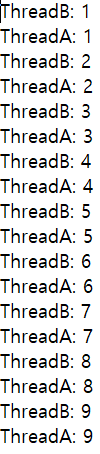 ThreadB: 1
ThreadA: 1
ThreadB: 2
ThreadA: 2
ThreadB: 3
ThreadA: 3
ThreadB: 4
ThreadA: 4
ThreadB: 5
ThreadA: 5
ThreadB: 6
ThreadA: 6
ThreadB: 7
ThreadA: 7
ThreadB: 8
ThreadA: 8
ThreadB: 9
ThreadA: 9